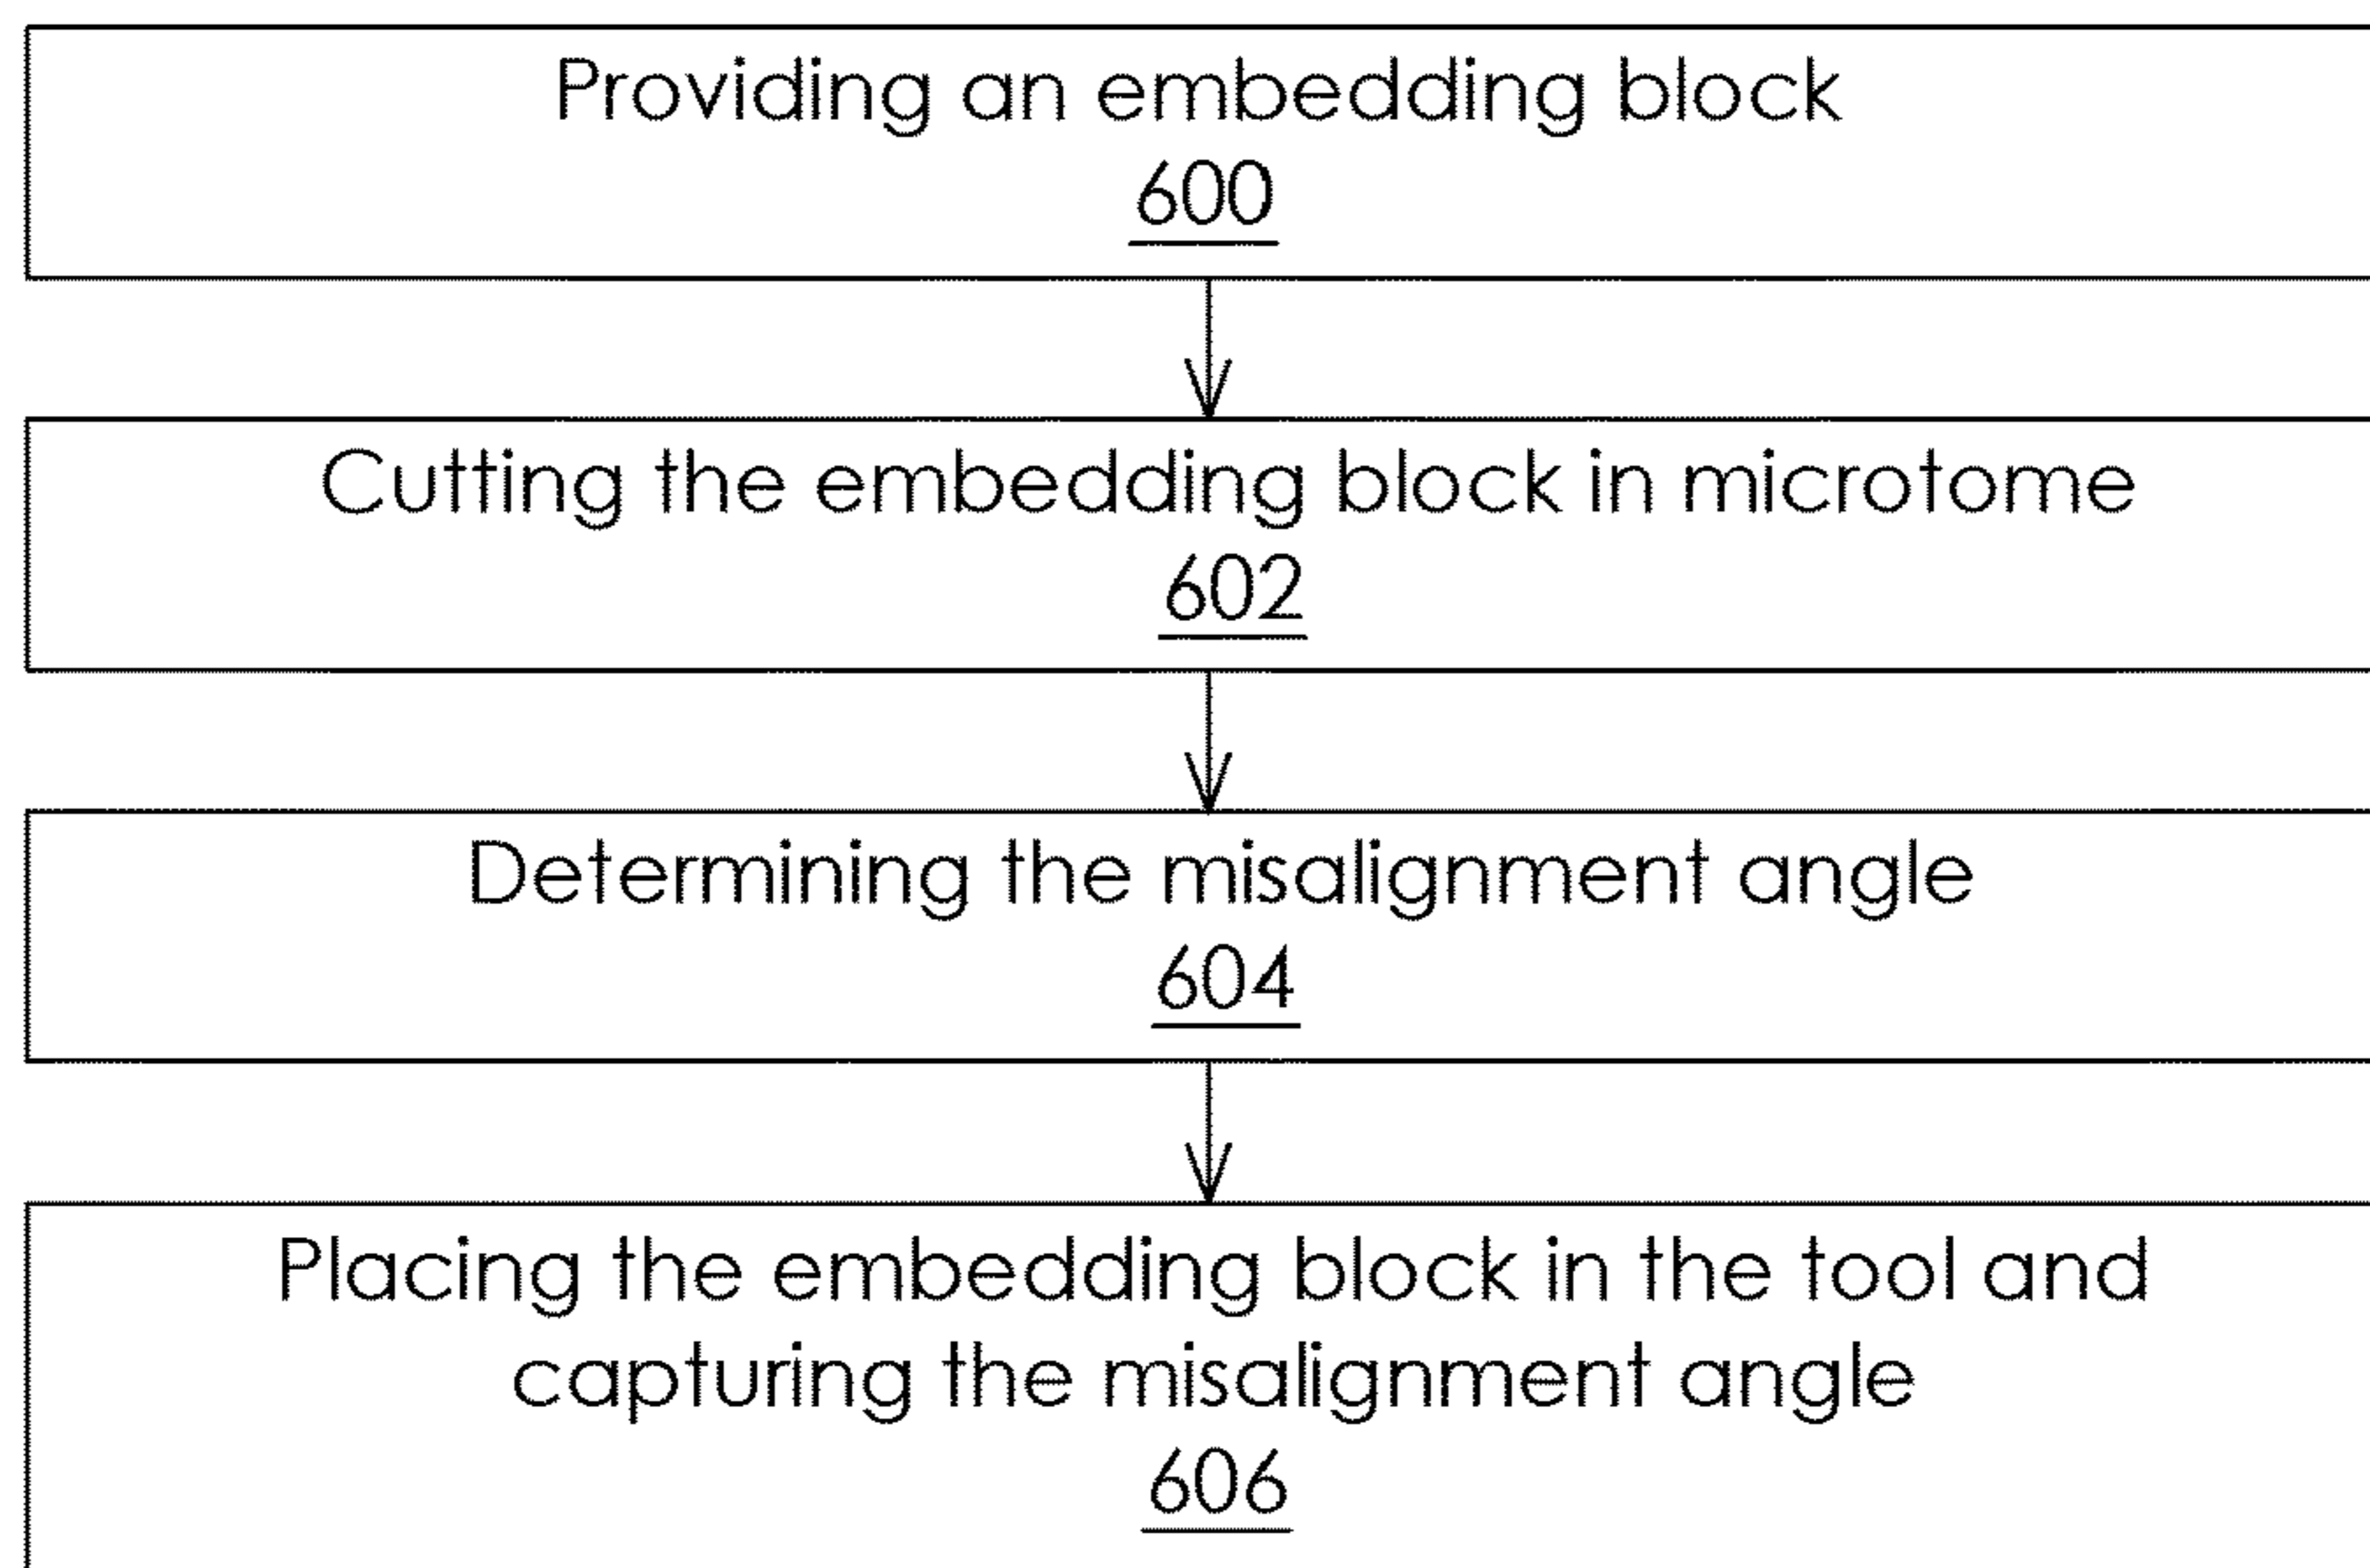 Providing an embedding block
600
Cutting the embedding block in microtome
602
Determining the misalignment angle
604
Placing the embedding block in the tool and
capturing the misalignment angle
606